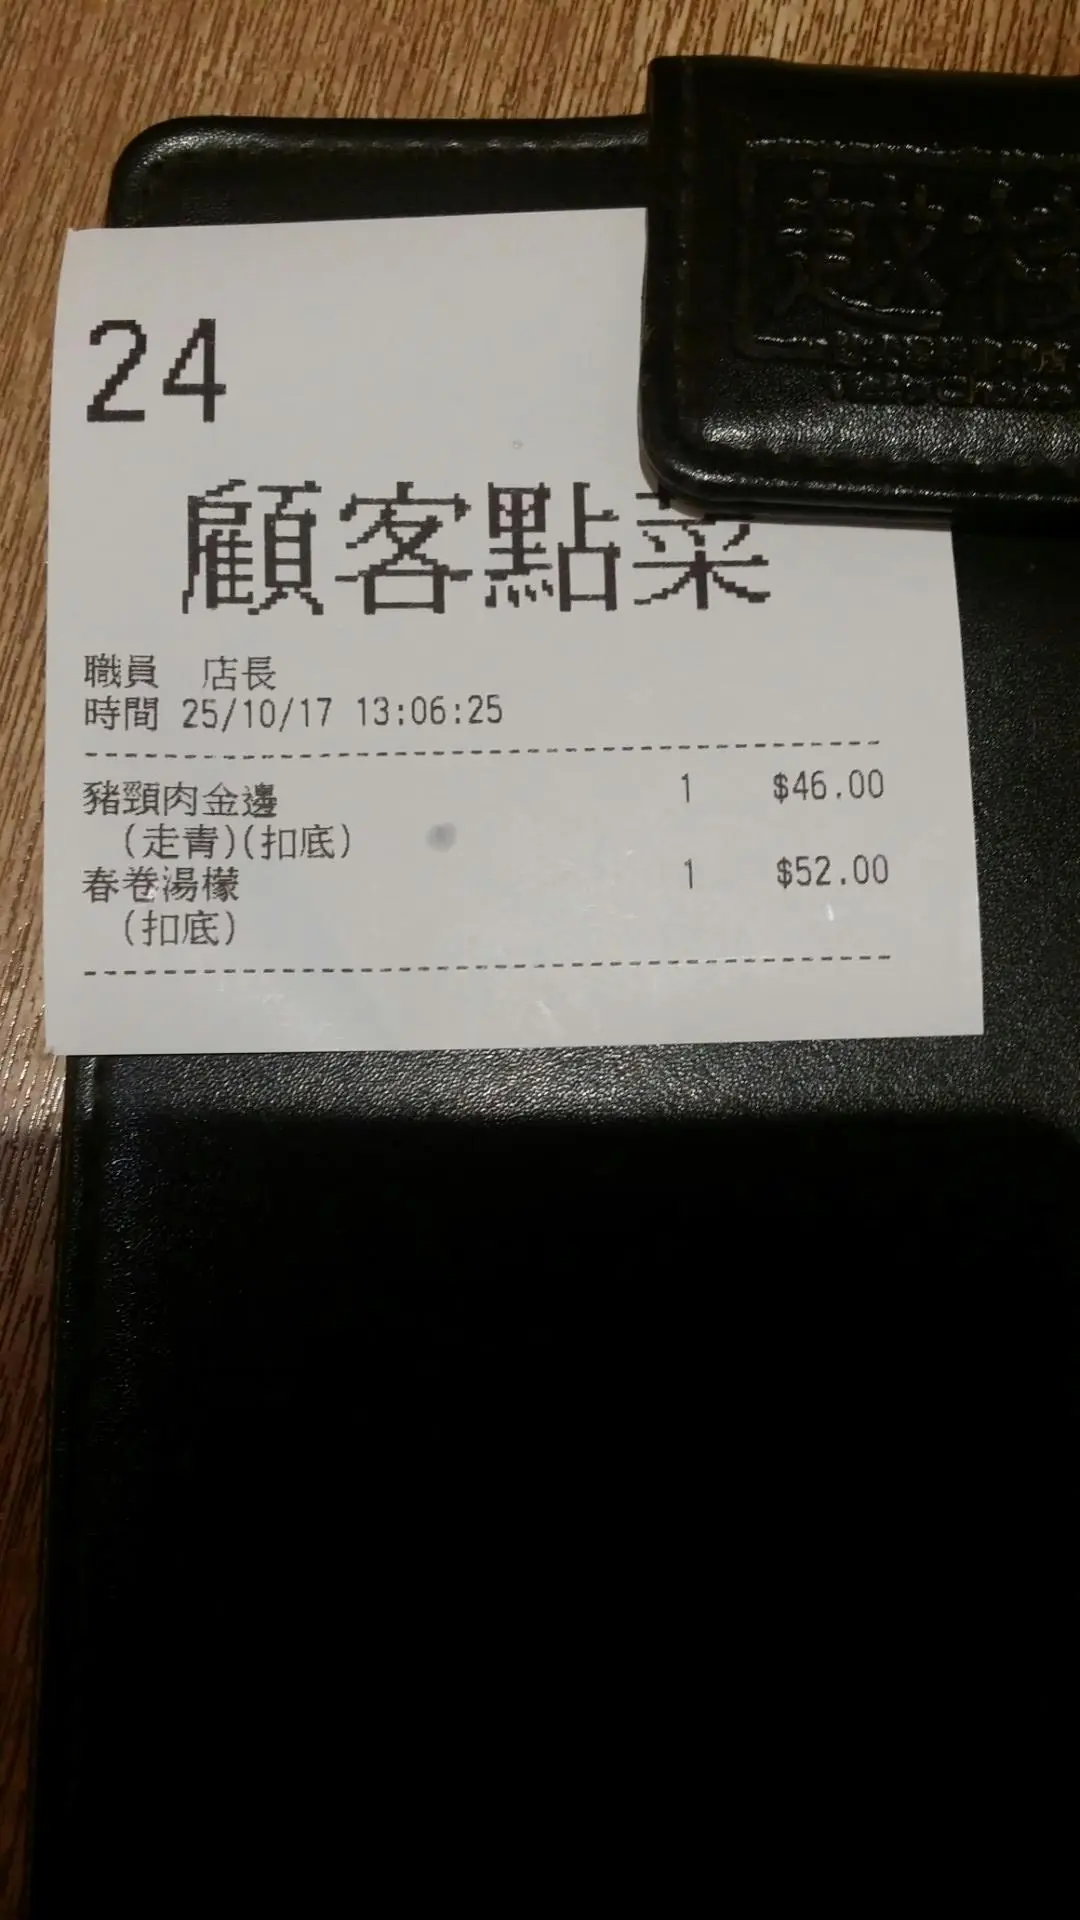 24
顧客點菜
職員 店長
時間 25/10/17 13:06:25
豬頸肉金邊 1 $46.00
(走青)(扣底)
春卷湯檬 1 $52.00
(扣底)